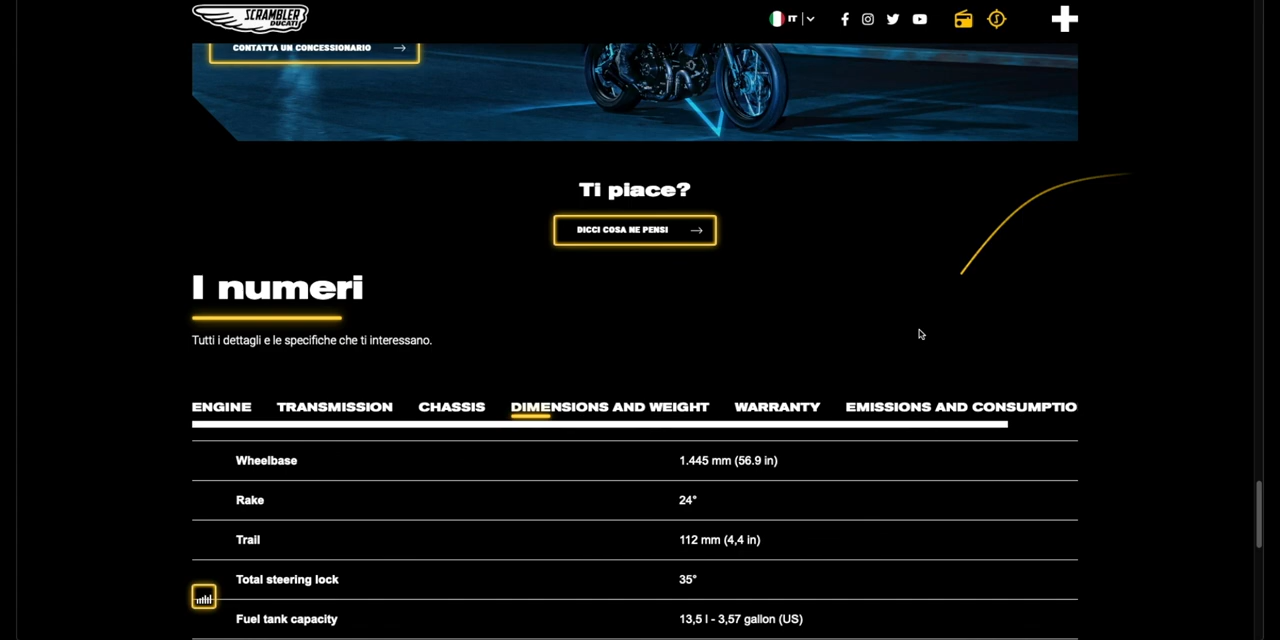 SCRAMBLER
DUCATI
IT
CONTATTA UN CONCESSIONARIO
Ti piace?
DICCI COSA NE PENSI
I numeri
Tutti i dettagli e le specifiche che ti interessano.
ENGINE TRANSMISSION CHASSIS DIMENSIONS AND WEIGHT WARRANTY EMISSIONS AND CONSUMPTIO
Wheelbase 1.445 mm (56.9 in)
Rake 24°
Trail 112 mm (4,4 in)
Total steering lock 35°
Fuel tank capacity 13,5 l - 3,57 gallon (US)